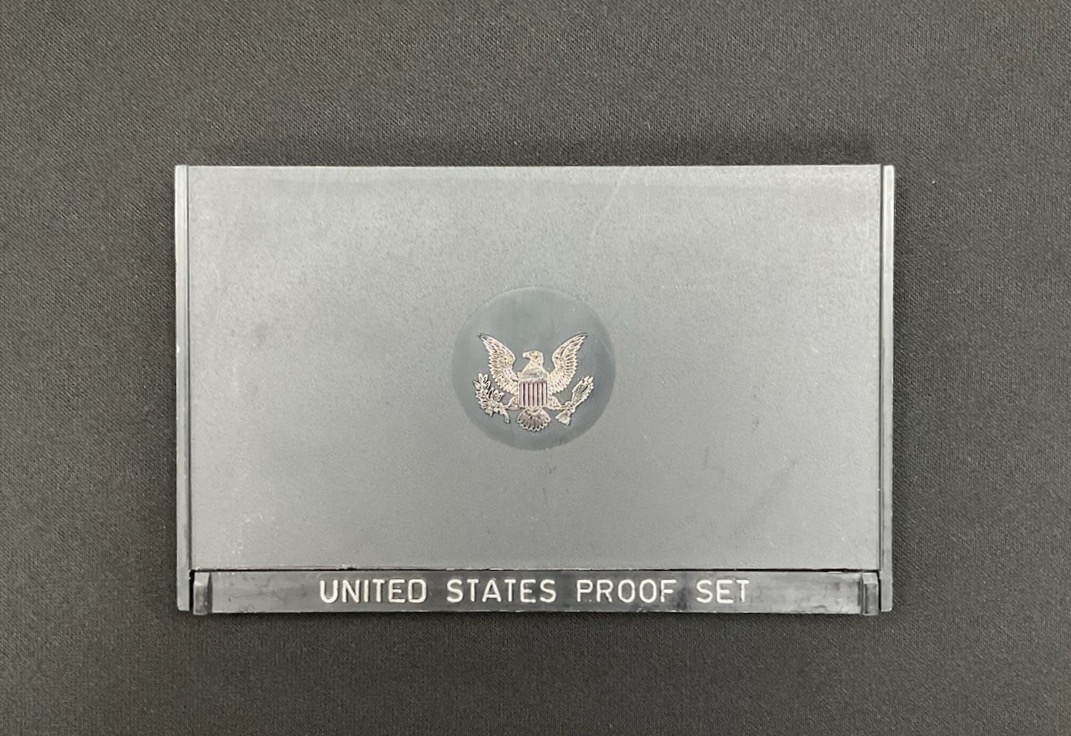 UNITED STATES PROOF SET